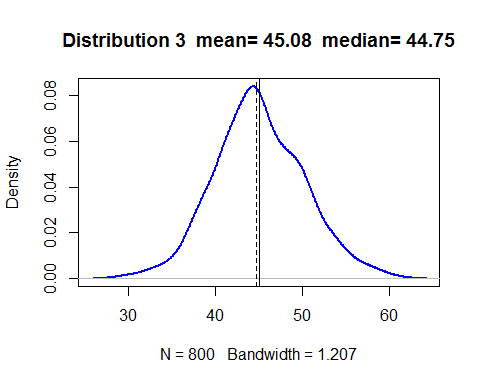 Distribution 3  mean= 45.08  median= 44.75
Density
0.08
0.06
0.04
0.02
0.00
30 40 50 60
N = 800   Bandwidth = 1.207